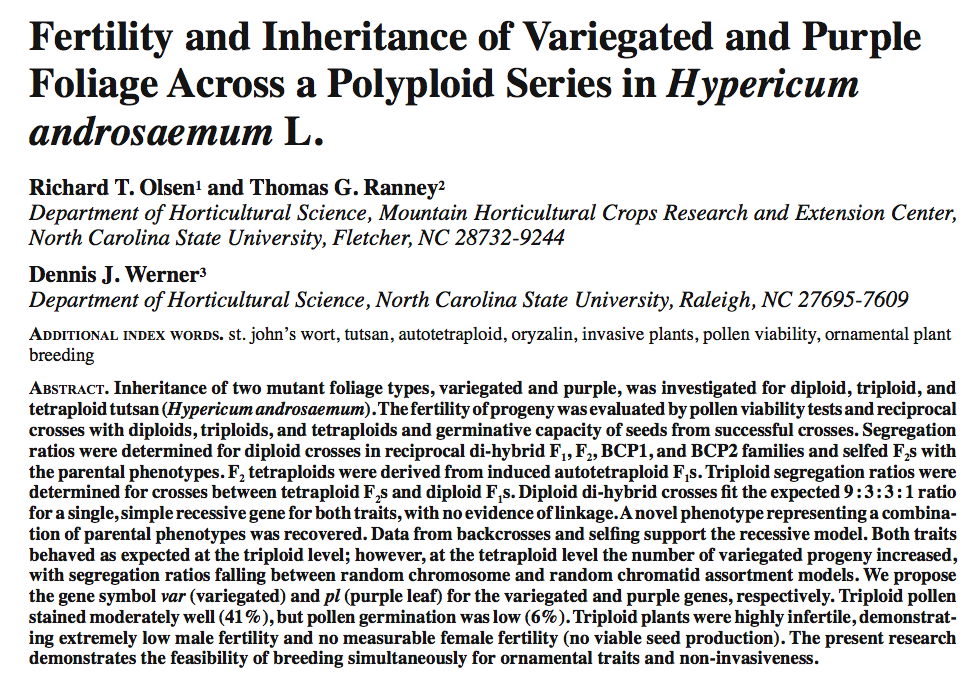 Fertility and Inheritance of Variegated and Purple
Foliage Across a Polyploid Series in Hypericum
androsaemum L.
Richard T. Olsen¹ and Thomas G. Ranney²
Department of Horticultural Science, Mountain Horticultural Crops Research and Extension Center,
North Carolina State University, Fletcher, NC 28732-9244
Dennis J. Werner³
Department of Horticultural Science, North Carolina State University, Raleigh, NC 27695-7609
ADDITIONAL INDEX WORDS. st. john's wort, tutsan, autotetraploid, oryzalin, invasive plants, pollen viability, ornamental plant
breeding
ABSTRACT. Inheritance of two mutant foliage types, variegated and purple, was investigated for diploid, triploid, and
tetraploid tutsan (Hypericum androsaemum). The fertility of progeny was evaluated by pollen viability tests and reciprocal
crosses with diploids, triploids, and tetraploids and germinative capacity of seeds from successful crosses. Segregation
ratios were determined for diploid crosses in reciprocal di-hybrid F₁, F₂, BCP1, and BCP2 families and selfed F₂s with
the parental phenotypes. F₂ tetraploids were derived from induced autotetraploid F₁s. Triploid segregation ratios were
determined for crosses between tetraploid F₂s and diploid F₁s. Diploid di-hybrid crosses fit the expected 9 : 3 : 3 : 1 ratio
for a single, simple recessive gene for both traits, with no evidence of linkage. A novel phenotype representing a combina-
tion of parental phenotypes was recovered. Data from backcrosses and selfing support the recessive model. Both traits
behaved as expected at the triploid level; however, at the tetraploid level the number of variegated progeny increased,
with segregation ratios falling between random chromosome and random chromatid assortment models. We propose
the gene symbol var (variegated) and pl (purple leaf) for the variegated and purple genes, respectively. Triploid pollen
stained moderately well (41%), but pollen germination was low (6%). Triploid plants were highly infertile, demonstrat-
ing extremely low male fertility and no measurable female fertility (no viable seed production). The present research
demonstrates the feasibility of breeding simultaneously for ornamental traits and non-invasiveness.